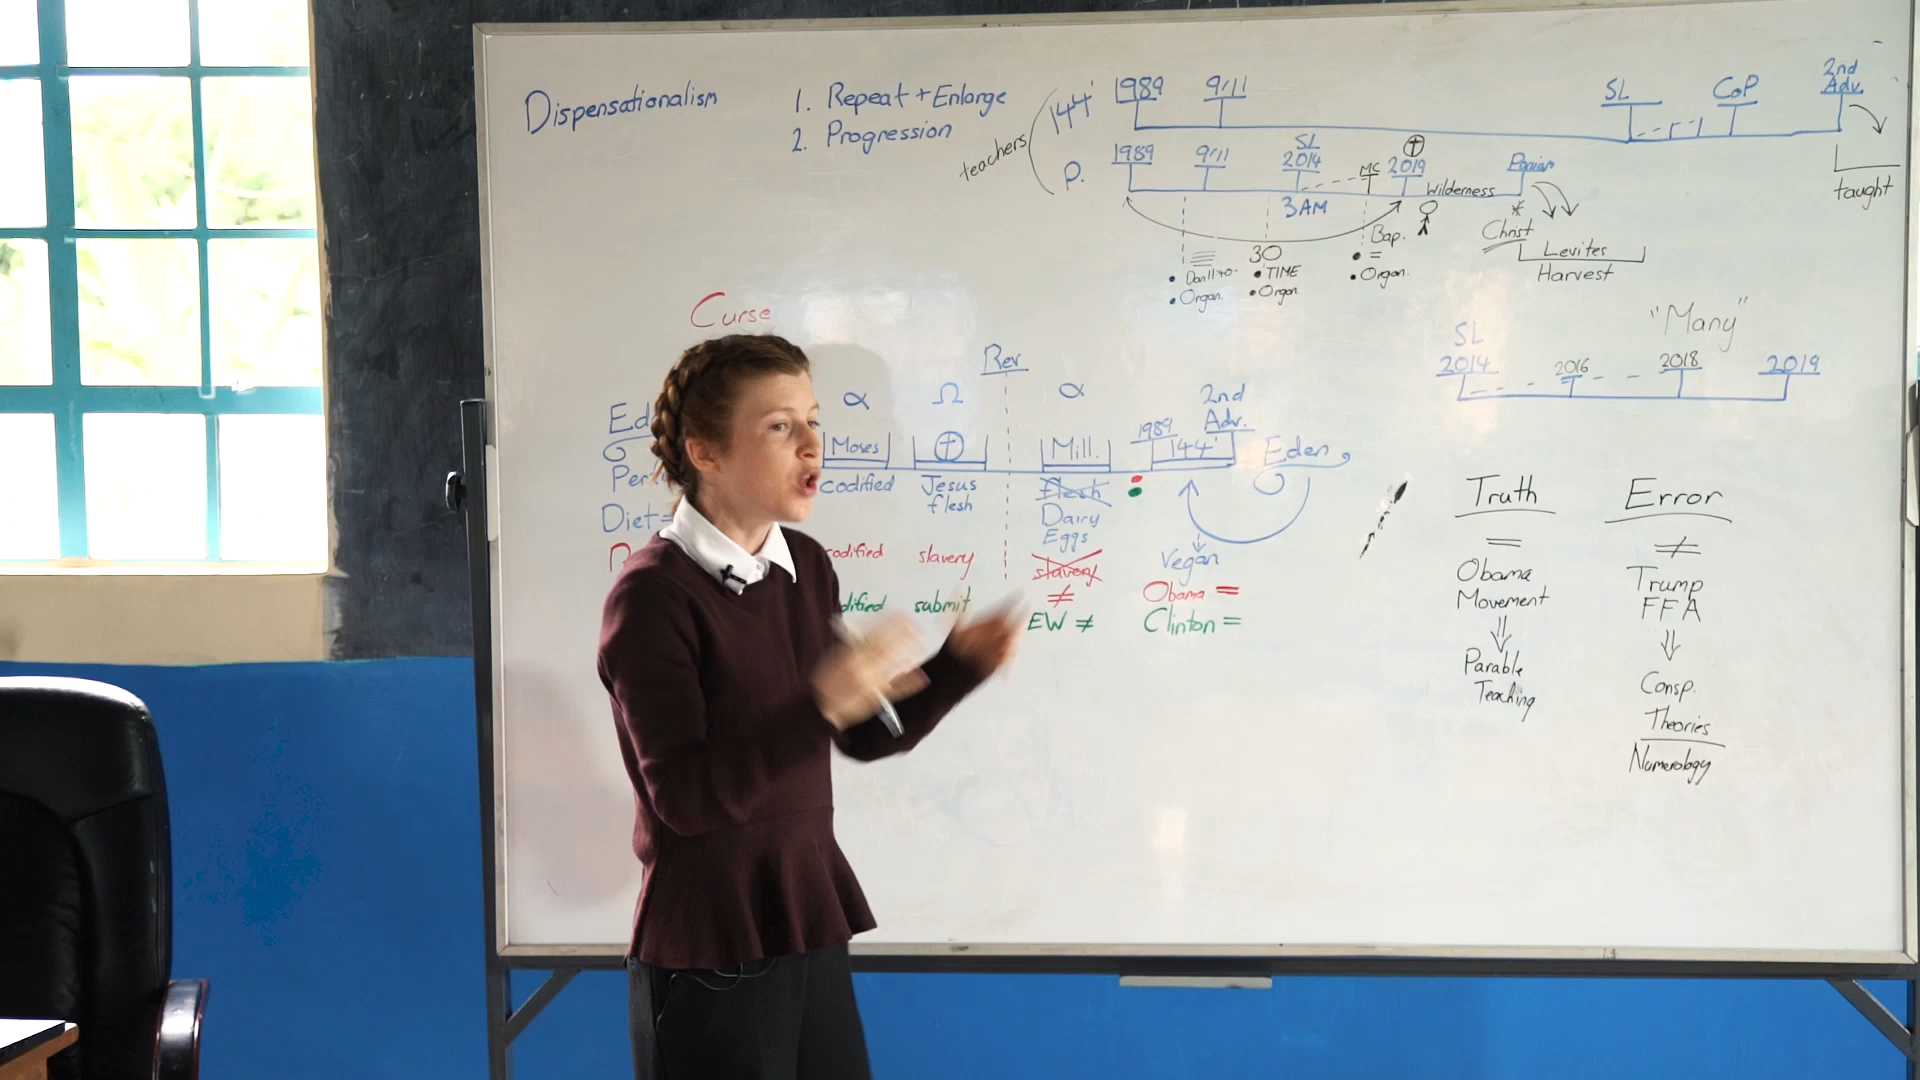 Dispensationalism
1. Repeat + Enlarge
2. Progression
teachers
144'
1989
9/11
SL
CoP
2nd
Adv.
taught
P.
1989
9/11
SL
2014
3AM
MC
2019
Wilderness
30
Dan 11:40
• Organ.
• TIME
• Organ
Bap.
• =
• Organ.
Christ
Levites
Harvest
Curse
Rev
α
Ω
α
Moses
Mill.
1989
144'
2nd
Adv.
Eden
codified
Jesus
flesh
flesh
Dairy
Eggs
Vegan
Diet =
slavery
slavery
≠
Obama =
submit
EW ≠
Clinton =
"Many"
SL
2014
2016
2018
2019
Truth
=
Obama
Movement
⇓
Parable
Teaching
Error
≠
Trump
FFA
⇓
Consp.
Theories
Numerology